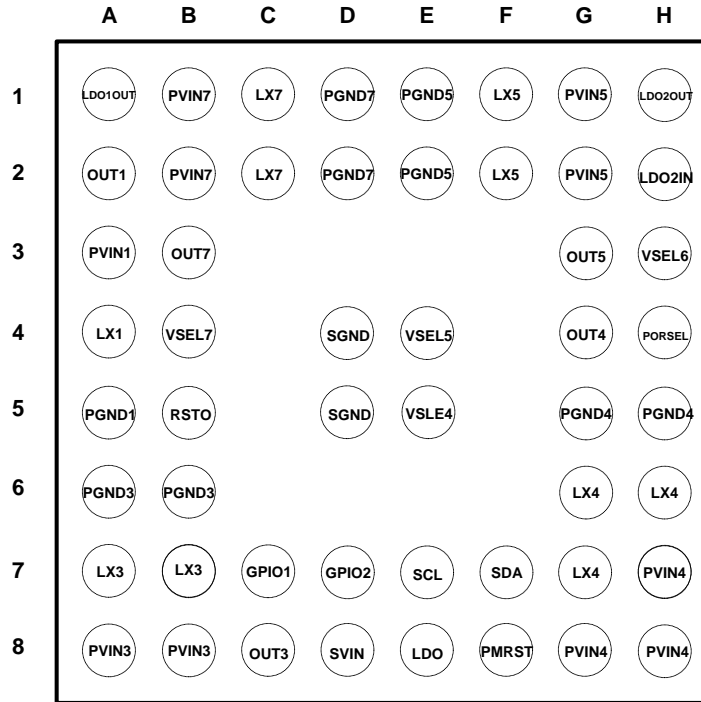 A B C D E F G H
1 LDO1OUT PVIN7 LX7 PGND7 PGND5 LX5 PVIN5 LDO2OUT
2 OUT1 PVIN7 LX7 PGND7 PGND5 LX5 PVIN5 LDO2IN
3 PVIN1 OUT7 OUT5 VSEL6
4 LX1 VSEL7 SGND VSEL5 OUT4 PORSEL
5 PGND1 RSTO SGND VSLE4 PGND4 PGND4
6 PGND3 PGND3 LX4 LX4
7 LX3 LX3 GPIO1 GPIO2 SCL SDA LX4 PVIN4
8 PVIN3 PVIN3 OUT3 SVIN LDO PMRST PVIN4 PVIN4